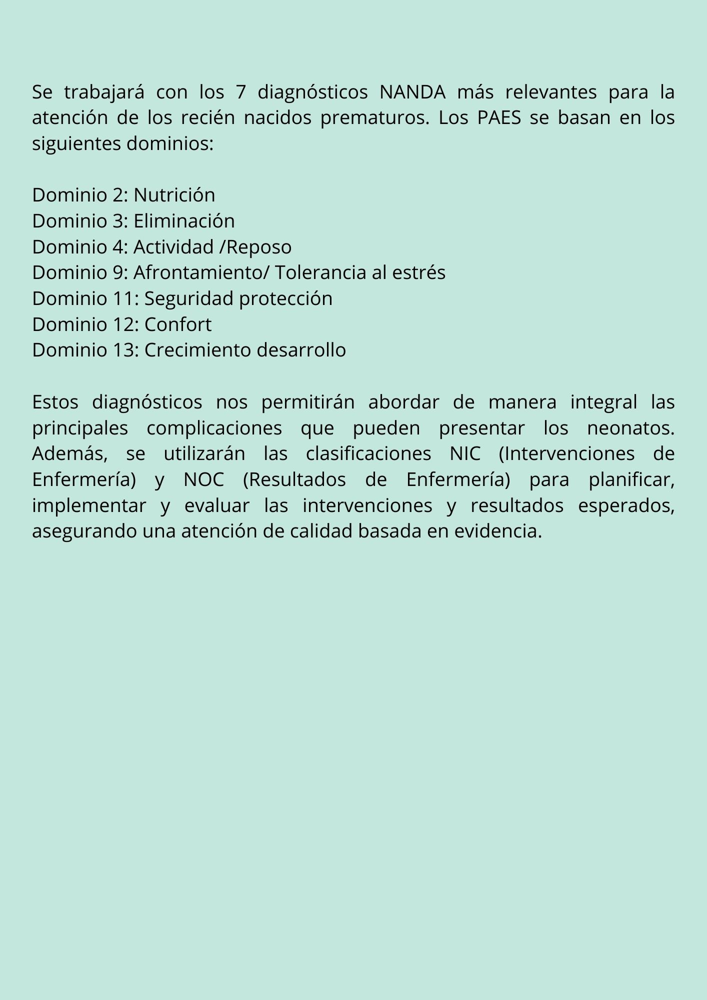 Se trabajará con los 7 diagnósticos NANDA más relevantes para la
atención de los recién nacidos prematuros. Los PAES se basan en los
siguientes dominios:
Dominio 2: Nutrición
Dominio 3: Eliminación
Dominio 4: Actividad /Reposo
Dominio 9: Afrontamiento/ Tolerancia al estrés
Dominio 11: Seguridad protección
Dominio 12: Confort
Dominio 13: Crecimiento desarrollo
Estos diagnósticos nos permitirán abordar de manera integral las
principales complicaciones que pueden presentar los neonatos.
Además, se utilizarán las clasificaciones NIC (Intervenciones de
Enfermería) y NOC (Resultados de Enfermería) para planificar,
implementar y evaluar las intervenciones y resultados esperados,
asegurando una atención de calidad basada en evidencia.